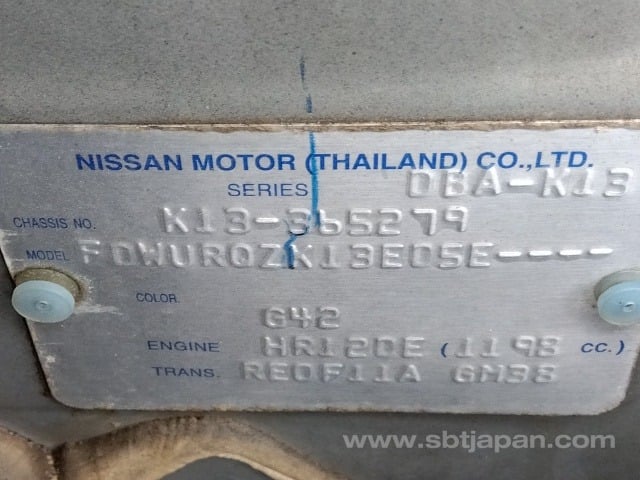 NISSAN MOTOR (THAILAND) CO.,LTD.
SERIES DBA-K13
CHASSIS NO. K13-365279
MODEL FDWURQZK13E05E----
COLOR
G42
ENGINE HR12DE (1198 CC.)
TRANS. RE0F11A GM38
www.sbtjapan.com